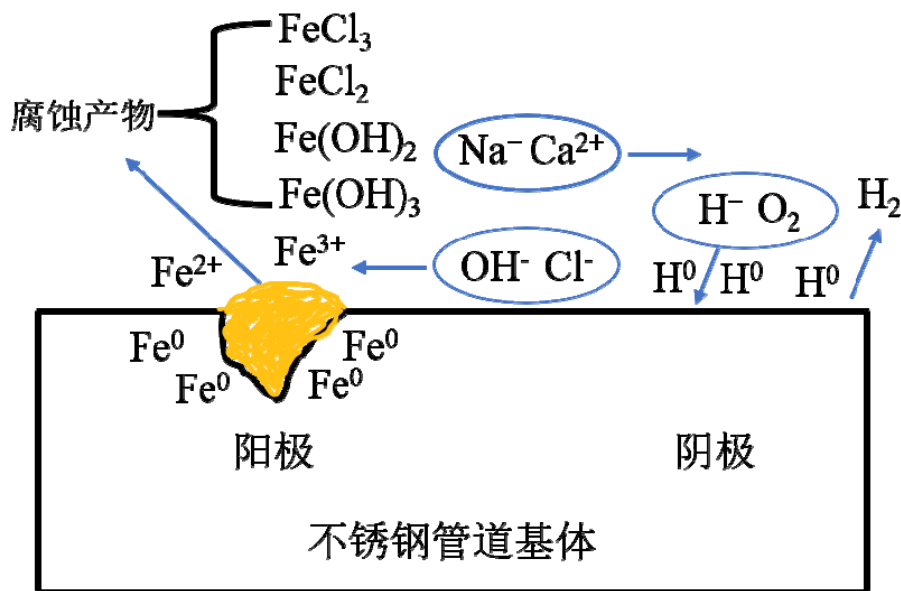 FeCl₃
FeCl₂
腐蚀产物
Fe(OH)₂
Na⁻ Ca²⁺
Fe(OH)₃
H⁻ O₂
H₂
Fe³⁺
Fe²⁺
OH⁻ Cl⁻
H⁰ H⁰ H⁰
Fe⁰ Fe⁰
Fe⁰ Fe⁰
阳极 阴极
不锈钢管道基体